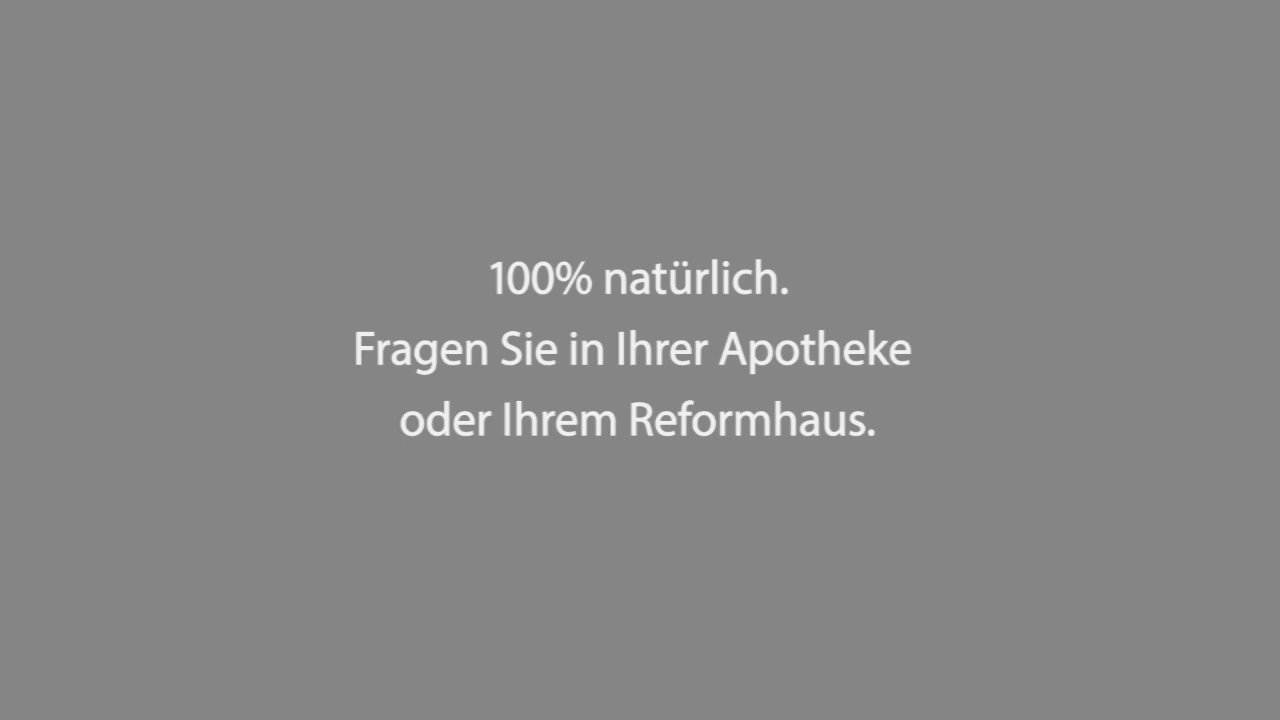 100% natürlich.
Fragen Sie in Ihrer Apotheke
oder Ihrem Reformhaus.